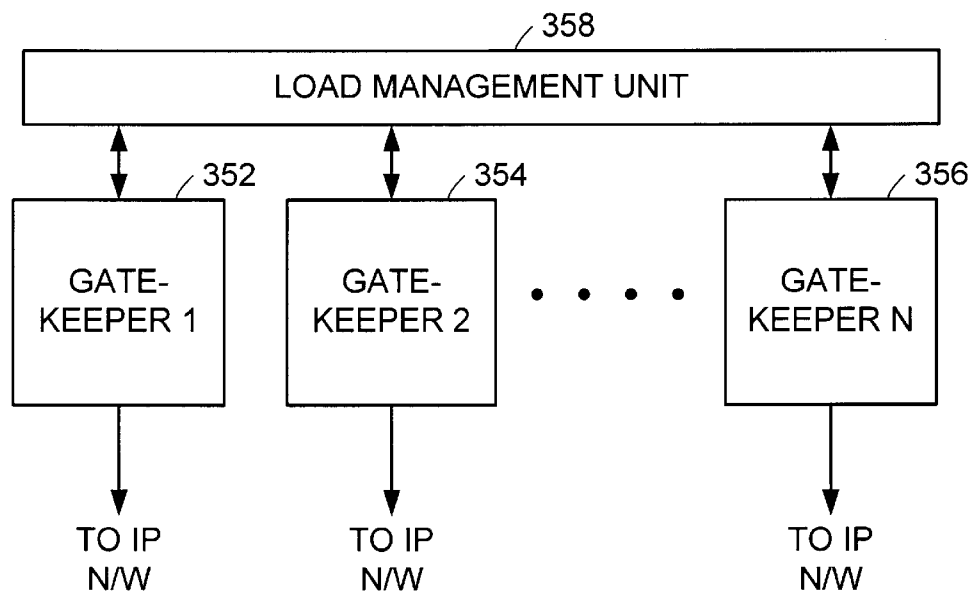 358
LOAD MANAGEMENT UNIT
352
354
356
GATE-
KEEPER 1
GATE-
KEEPER 2
GATE-
KEEPER N
TO IP
N/W
TO IP
N/W
TO IP
N/W